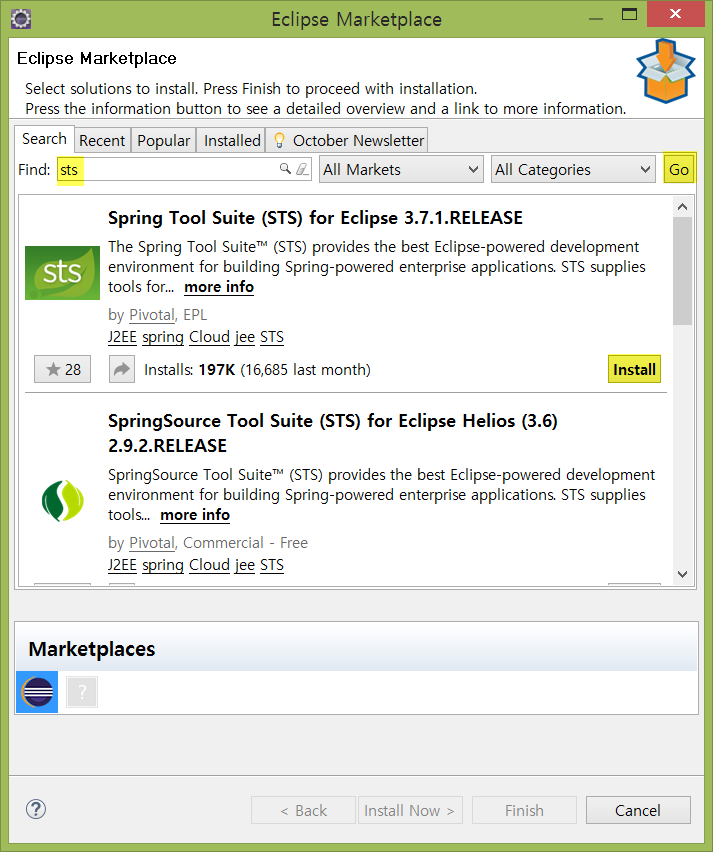 Eclipse Marketplace
Eclipse Marketplace
Select solutions to install. Press Finish to proceed with installation.
Press the information button to see a detailed overview and a link to more information.
Search Recent Popular Installed October Newsletter
Find: sts All Markets All Categories Go
Spring Tool Suite (STS) for Eclipse 3.7.1.RELEASE
sts
The Spring Tool Suite™ (STS) provides the best Eclipse-powered development
environment for building Spring-powered enterprise applications. STS supplies
tools for... more info
by Pivotal, EPL
J2EE spring Cloud jee STS
28 Installs: 197K (16,685 last month) Install
SpringSource Tool Suite (STS) for Eclipse Helios (3.6)
2.9.2.RELEASE
SpringSource Tool Suite™ (STS) provides the best Eclipse-powered development
environment for building Spring-powered enterprise applications. STS supplies
tools... more info
by Pivotal, Commercial - Free
J2EE spring Cloud jee STS
Marketplaces
?
? < Back Install Now > Finish Cancel